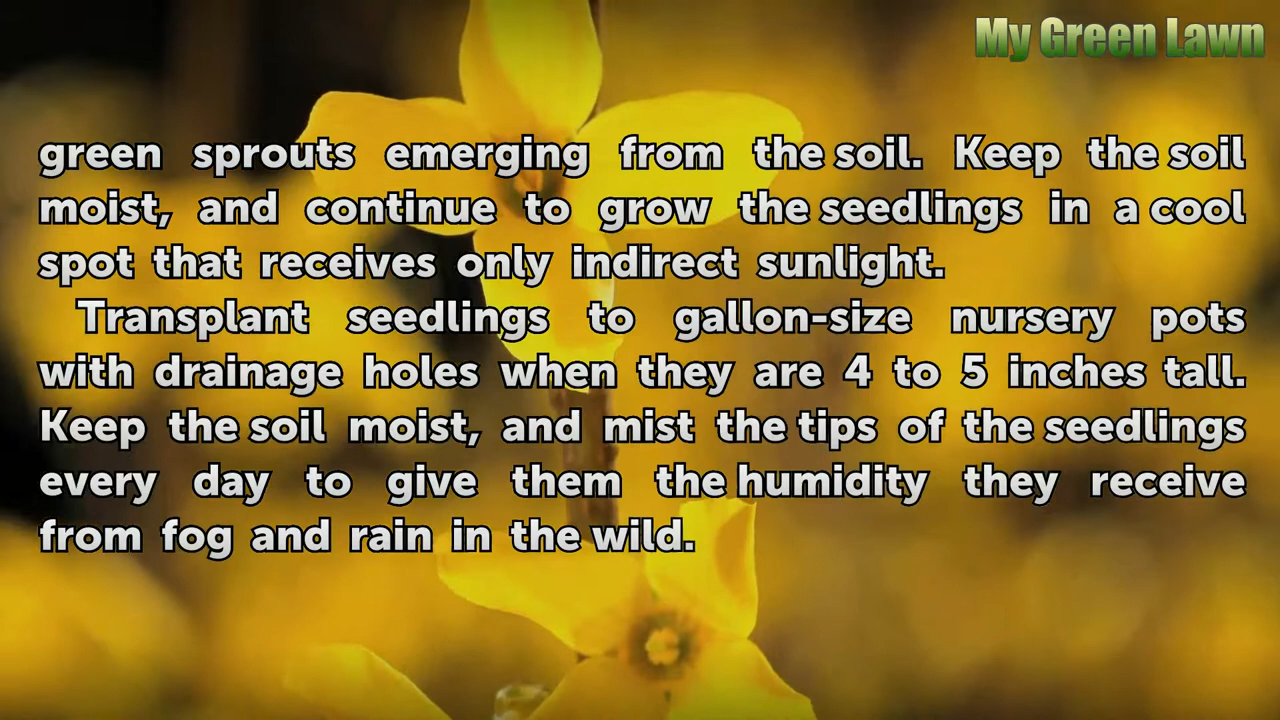 My Green Lawn
green sprouts emerging from the soil. Keep the soil
moist, and continue to grow the seedlings in a cool
spot that receives only indirect sunlight.
Transplant seedlings to gallon-size nursery pots
with drainage holes when they are 4 to 5 inches tall.
Keep the soil moist, and mist the tips of the seedlings
every day to give them the humidity they receive
from fog and rain in the wild.